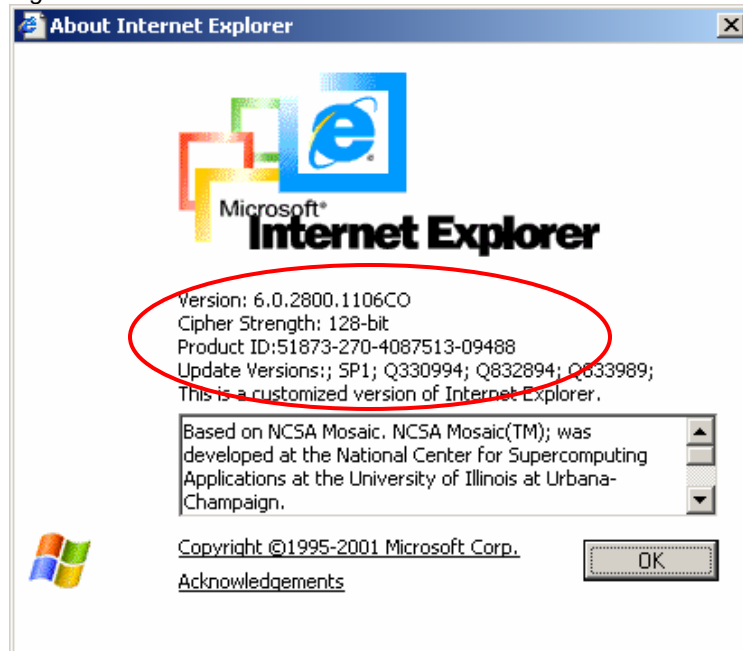 About Internet Explorer
Microsoft®
Internet Explorer
Version: 6.0.2800.1106CO
Cipher Strength: 128-bit
Product ID:51873-270-4087513-09488
Update Versions:; SP1; Q330994; Q832894; Q833989;
This is a customized version of Internet Explorer.
Based on NCSA Mosaic. NCSA Mosaic(TM); was
developed at the National Center for Supercomputing
Applications at the University of Illinois at Urbana-
Champaign.
Copyright ©1995-2001 Microsoft Corp.
OK
Acknowledgements